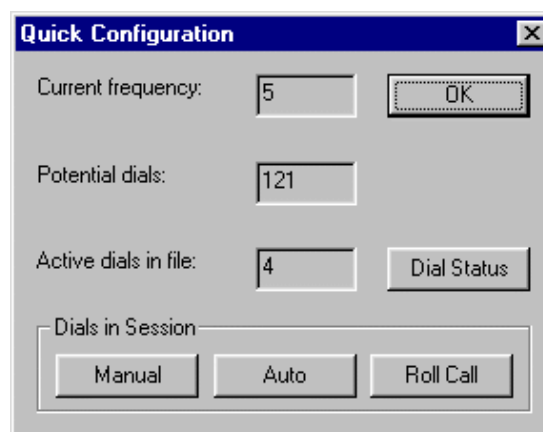 Quick Configuration
Current frequency: 5 OK
Potential dials: 121
Active dials in file: 4 Dial Status
Dials in Session
Manual Auto Roll Call